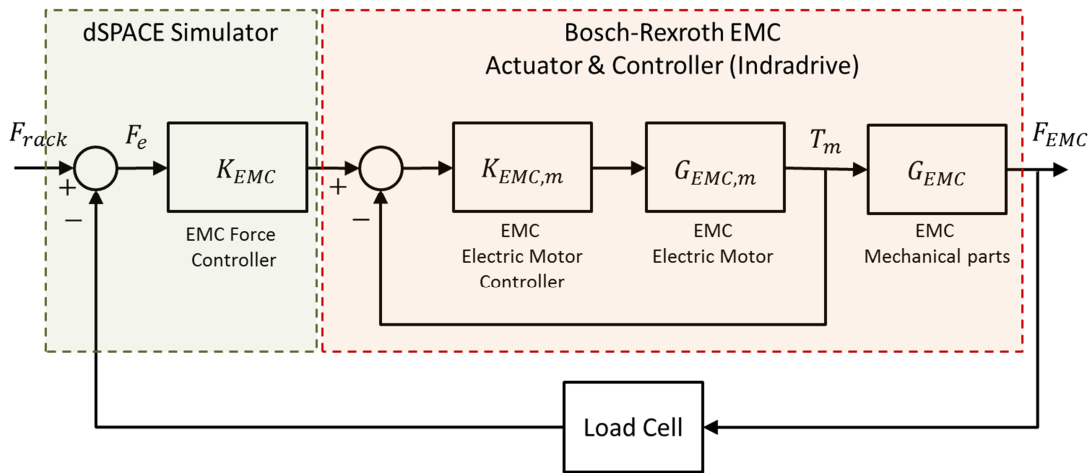 dSPACE Simulator
Bosch-Rexroth EMC
Actuator & Controller (Indradrive)
F_rack
+
−
F_e
K_EMC
EMC Force
Controller
+
−
K_EMC,m
EMC
Electric Motor
Controller
G_EMC,m
EMC
Electric Motor
T_m
G_EMC
EMC
Mechanical parts
F_EMC
Load Cell